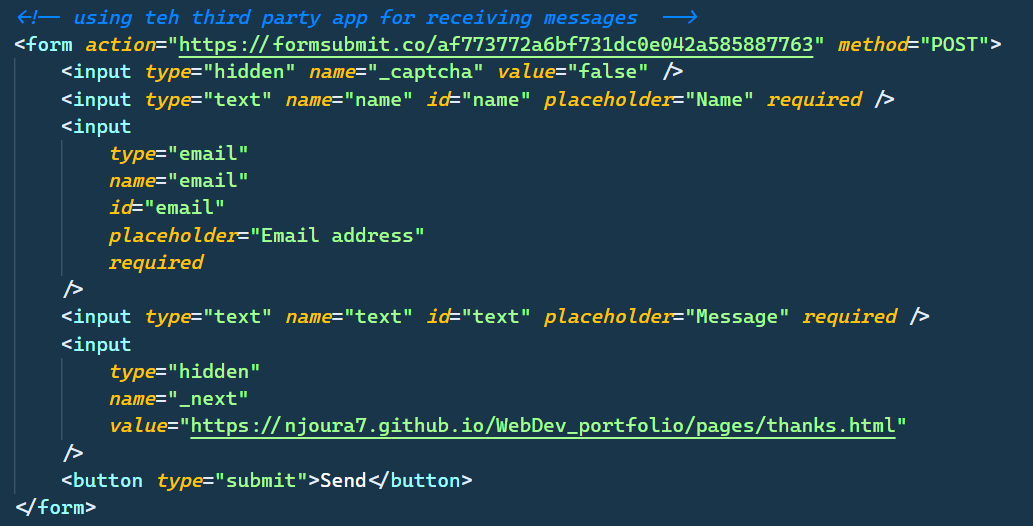 <!-- using teh third party app for receiving messages -->
<form action="https://formsubmit.co/af773772a6bf731dc0e042a585887763" method="POST">
<input type="hidden" name="_captcha" value="false" />
<input type="text" name="name" id="name" placeholder="Name" required />
<input
type="email"
name="email"
id="email"
placeholder="Email address"
required
/>
<input type="text" name="text" id="text" placeholder="Message" required />
<input
type="hidden"
name="_next"
value="https://njoura7.github.io/WebDev_portfolio/pages/thanks.html"
/>
<button type="submit">Send</button>
</form>